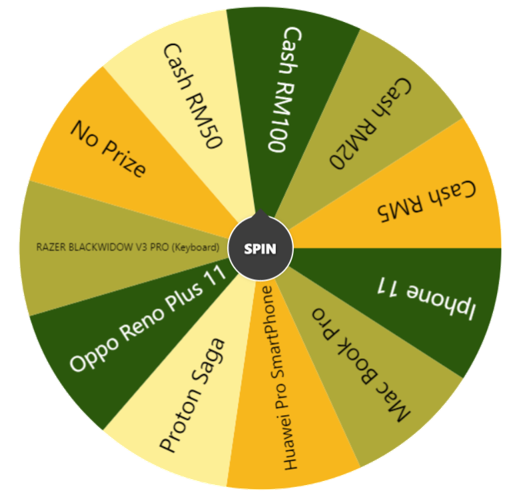 Cash RM100
Cash RM20
Cash RM5
Iphone 11
Mac Book Pro
Huawei Pro SmartPhone
Proton Saga
Oppo Reno Plus 11
RAZER BLACKWIDOW V3 PRO (Keyboard)
No Prize
Cash RM50
SPIN